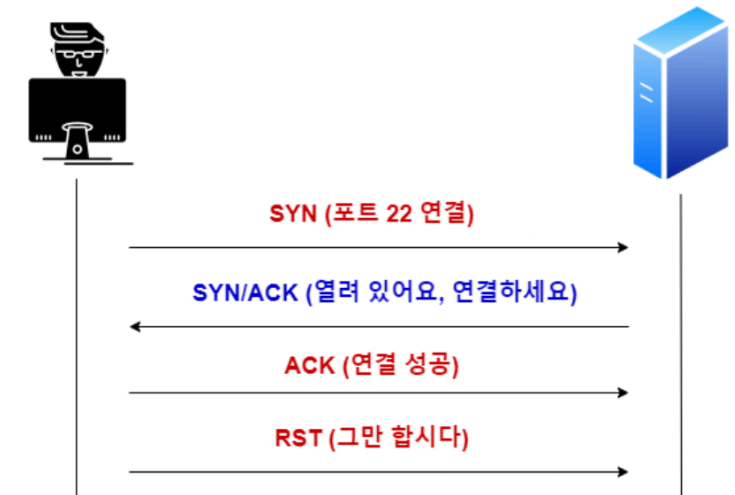 SYN (포트 22 연결)
SYN/ACK (열려 있어요, 연결하세요)
ACK (연결 성공)
RST (그만 합시다)